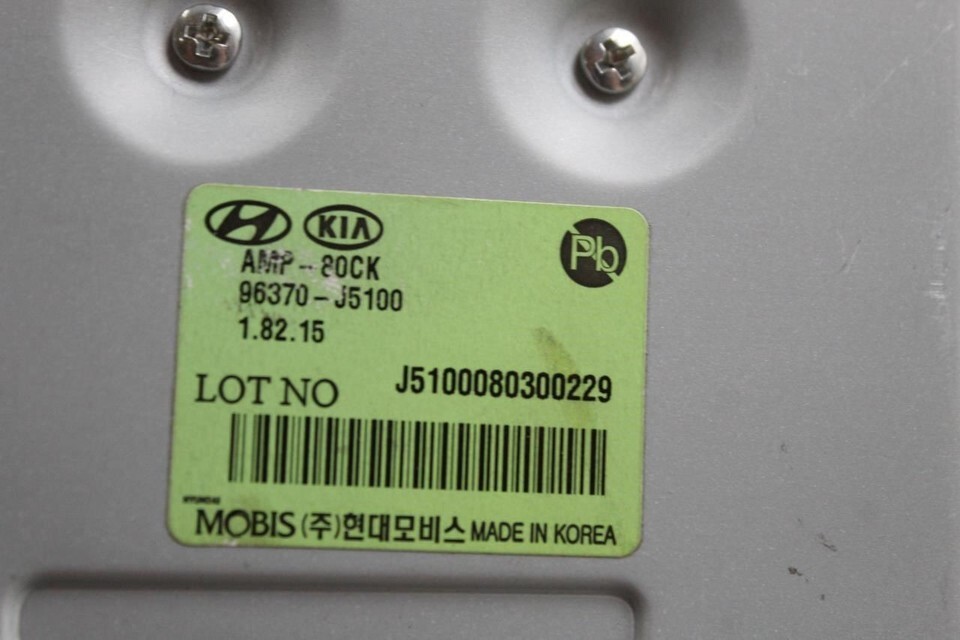 KIA
Pb
AMP-80CK
96370-J5100
1.82.15
LOT NO J5100080300229
HYUNDAI
MOBIS (주)현대모비스 MADE IN KOREA